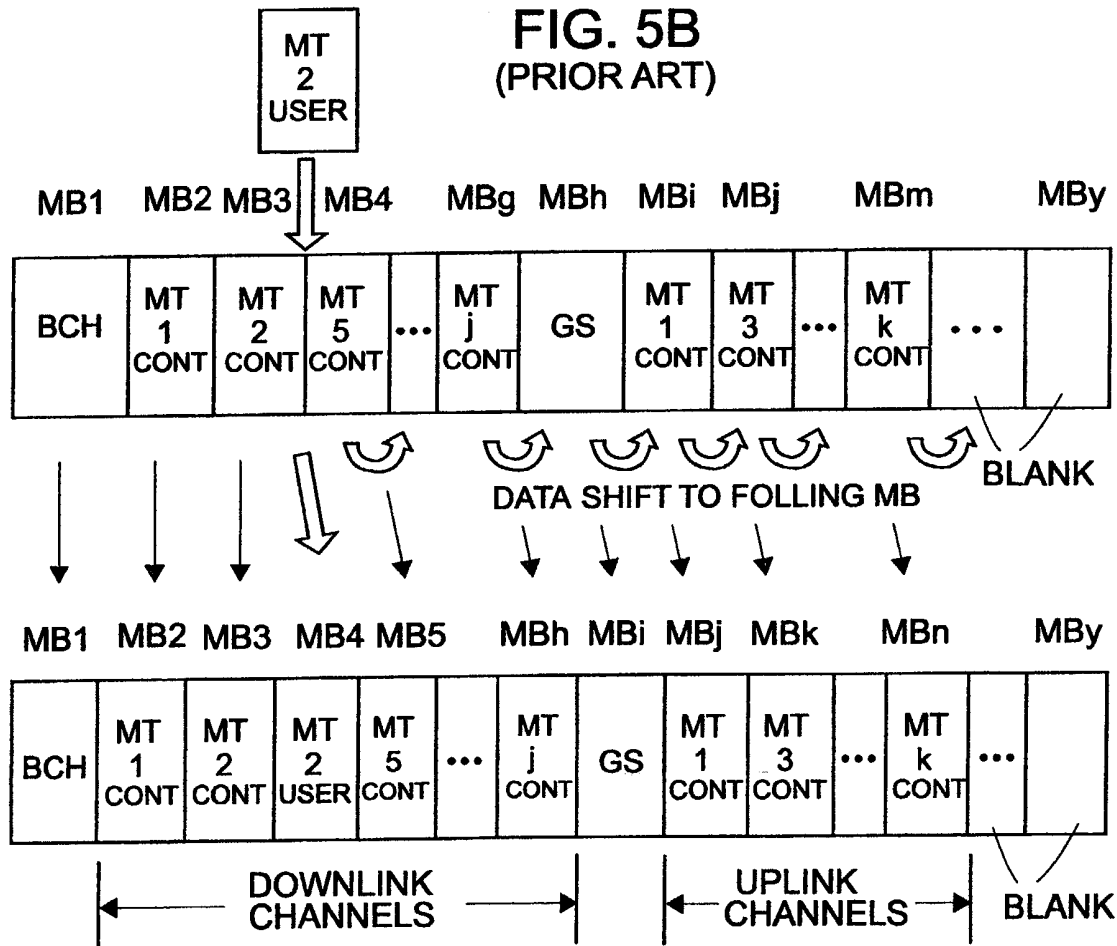 FIG. 5B
(PRIOR ART)
MT
2
USER
MB1 MB2 MB3 MB4 MBg MBh MBi MBj MBm MBy
BCH
MT
1
CONT
MT
2
CONT
MT
5
CONT
•••
MT
j
CONT
GS
MT
1
CONT
MT
3
CONT
•••
MT
k
CONT
•••
BLANK
DATA SHIFT TO FOLLING MB
MB1 MB2 MB3 MB4 MB5 MBh MBi MBj MBk MBn MBy
BCH
MT
1
CONT
MT
2
CONT
MT
2
USER
MT
5
CONT
•••
MT
j
CONT
GS
MT
1
CONT
MT
3
CONT
•••
MT
k
CONT
•••
DOWNLINK
CHANNELS
UPLINK
CHANNELS
BLANK